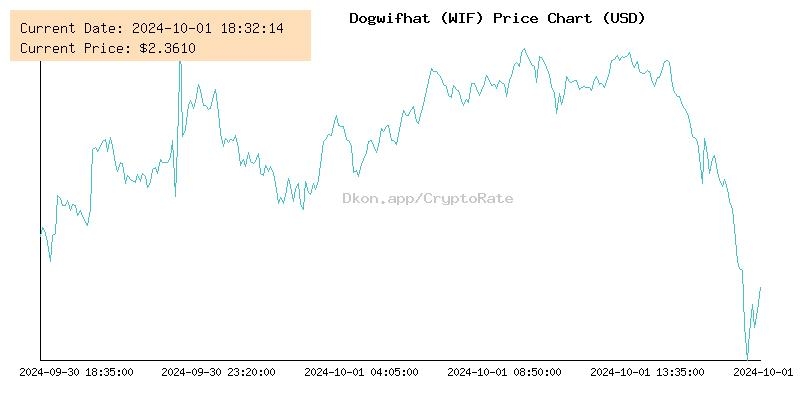 Dogwifhat (WIF) Price Chart (USD)
Current Date: 2024-10-01 18:32:14
Current Price: $2.3610
Dkon.app/CryptoRate
2024-09-30 18:35:00 2024-09-30 23:20:00 2024-10-01 04:05:00 2024-10-01 08:50:00 2024-10-01 13:35:00 2024-10-01